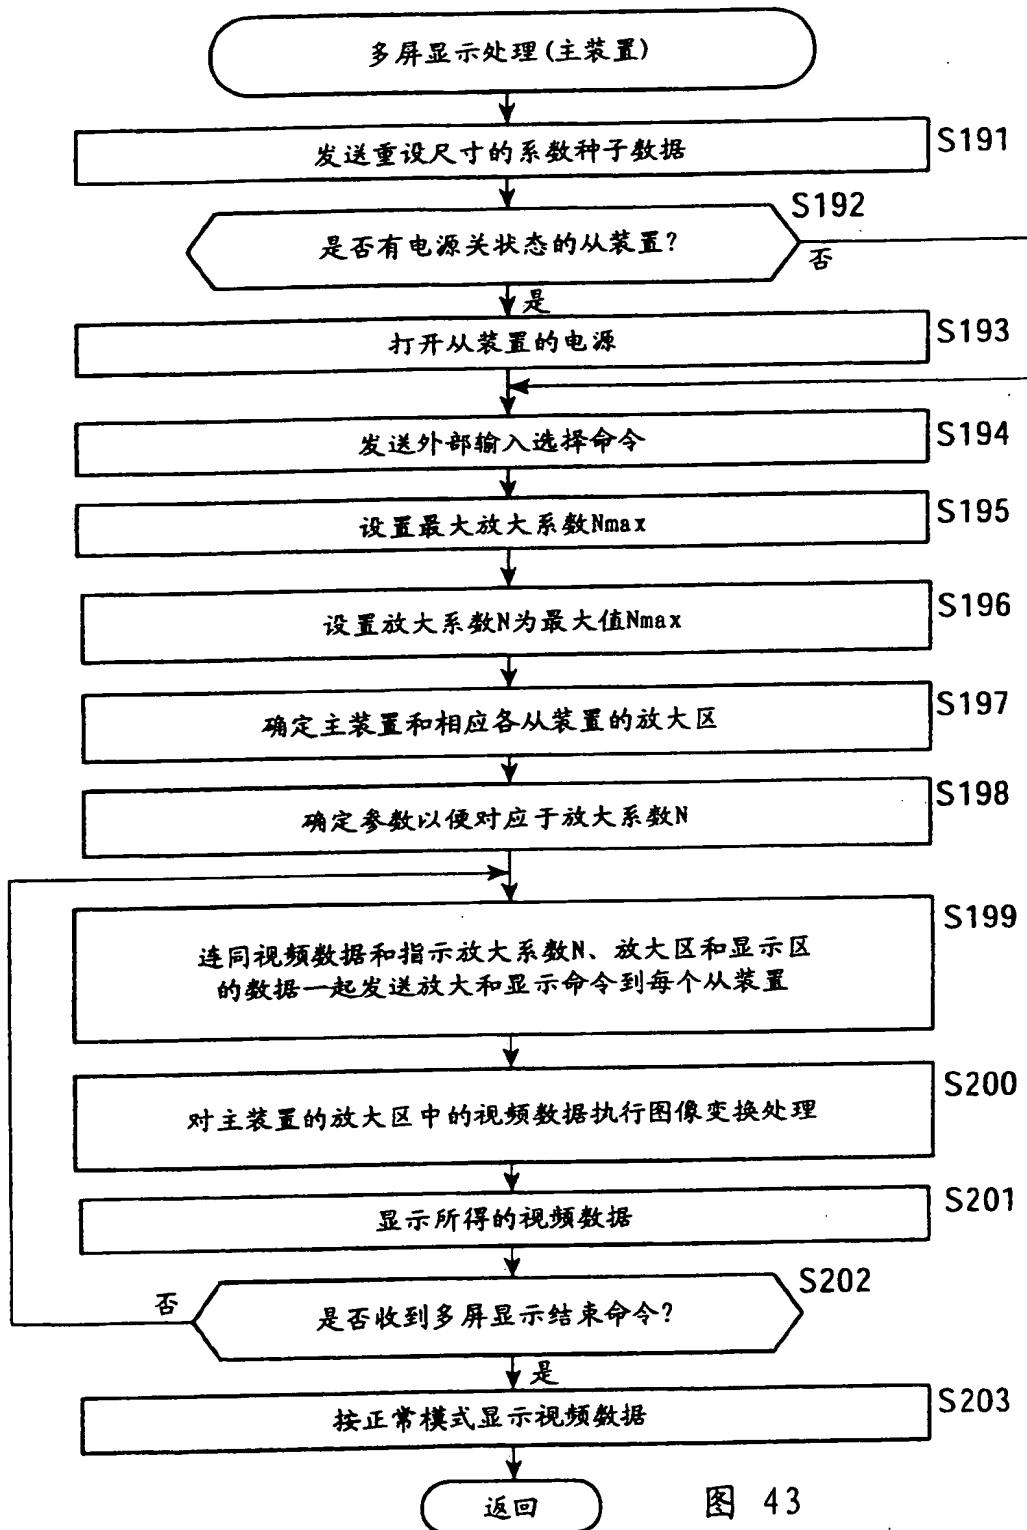 多屏显示处理(主装置)
发送重设尺寸的系数种子数据
S191
S192
是否有电源关状态的从装置?
否
是
打开从装置的电源
S193
发送外部输入选择命令
S194
设置最大放大系数Nmax
S195
设置放大系数N为最大值Nmax
S196
确定主装置和相应各从装置的放大区
S197
确定参数以便对应于放大系数N
S198
连同视频数据和指示放大系数N、放大区和显示区
的数据一起发送放大和显示命令到每个从装置
S199
对主装置的放大区中的视频数据执行图像变换处理
S200
显示所得的视频数据
S201
S202
否
是否收到多屏显示结束命令?
是
按正常模式显示视频数据
S203
返回
图 43